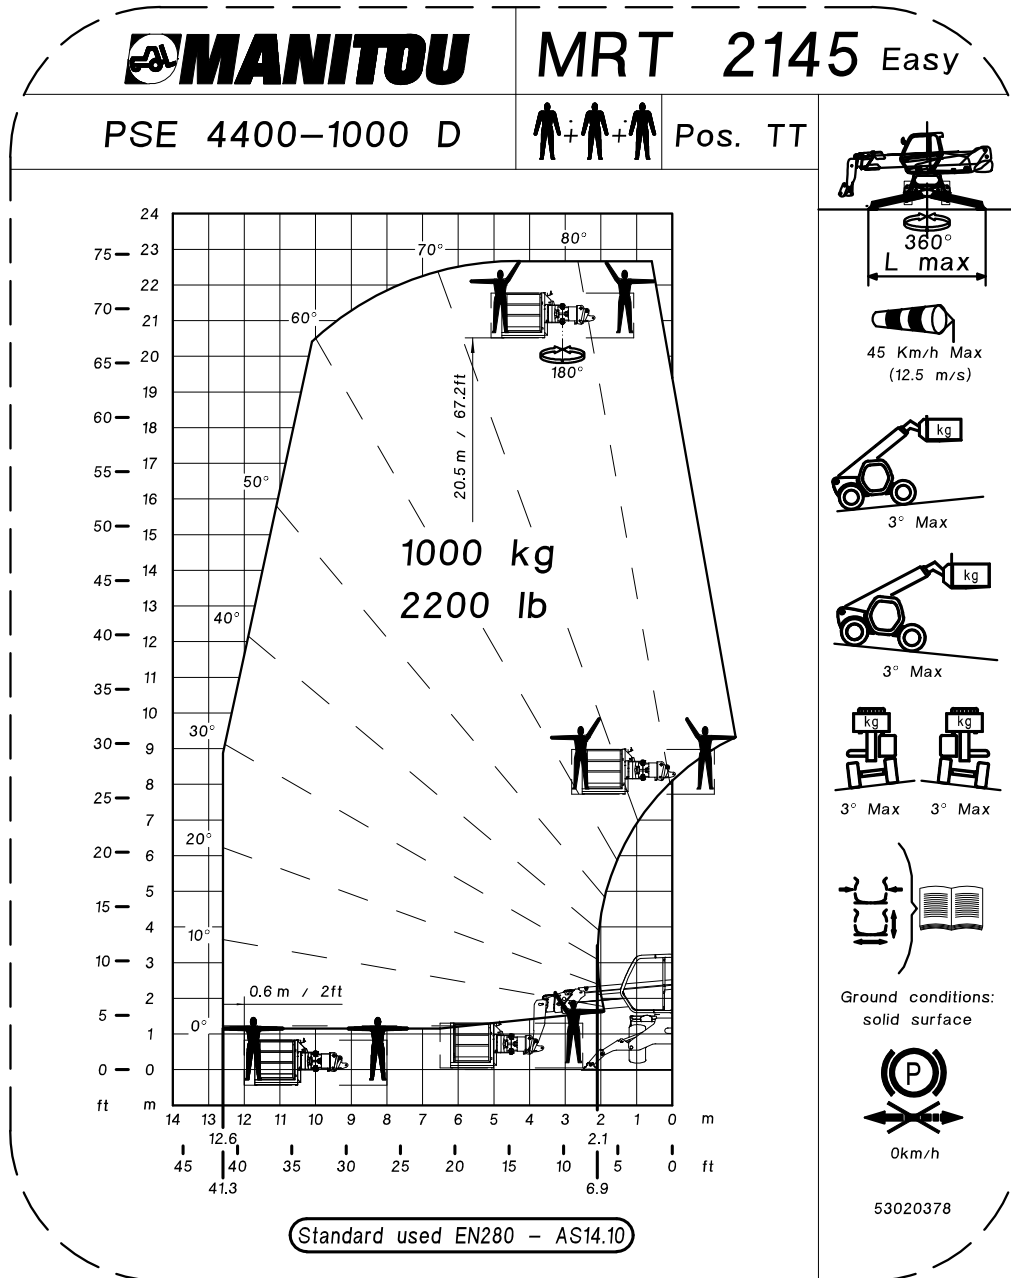 MANITOU
MRT 2145 Easy
PSE 4400-1000 D
+ +
Pos. TT
360°
L max
45 Km/h Max
(12.5 m/s)
kg
3° Max
kg
3° Max
kg kg
3° Max 3° Max
Ground conditions:
solid surface
P
0km/h
53020378
24
75 23
22
70 21
20
65 19
60 18
17
55 16
50 15
14
45 13
40 12
11
35 10
30 9
8
25 7
20 6
5
15 4
10 3
2
5 1
0 0
ft m
80°
70°
60°
50°
40°
30°
20°
10°
0°
180°
20.5 m / 67.2ft
1000 kg
2200 lb
0.6 m / 2ft
14 13 12 11 10 9 8 7 6 5 4 3 2 1 0 m
12.6 2.1
45 40 35 30 25 20 15 10 5 0 ft
41.3 6.9
Standard used EN280 - AS14.10